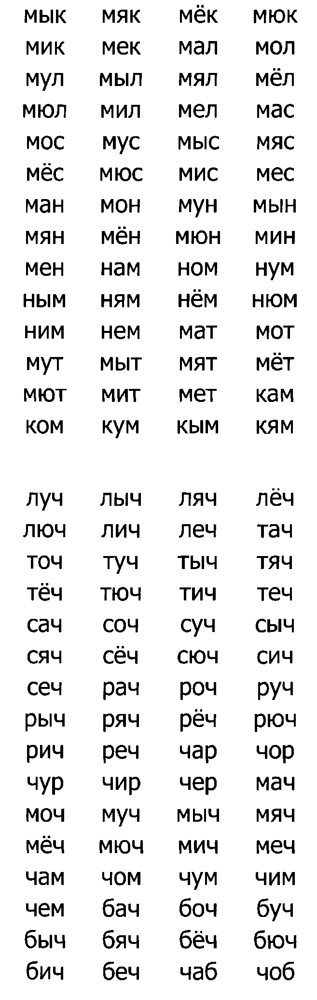 мык мяк мёк мюк
мик мек мал мол
мул мыл мял мёл
мюл мил мел мас
мос мус мыс мяс
мёс мюс мис мес
ман мон мун мын
мян мён мюн мин
мен нам ном нум
ным ням нём нюм
ним нем мат мот
мут мыт мят мёт
мют мит мет кам
ком кум кым кям
луч лыч ляч лёч
люч лич леч тач
точ туч тыч тяч
тёч тюч тич теч
сач соч суч сыч
сяч сёч сюч сич
сеч рач роч руч
рыч ряч рёч рюч
рич реч чар чор
чур чир чер мач
моч муч мыч мяч
мёч мюч мич меч
чам чом чум чим
чем бач боч буч
быч бяч бёч бюч
бич беч чаб чоб